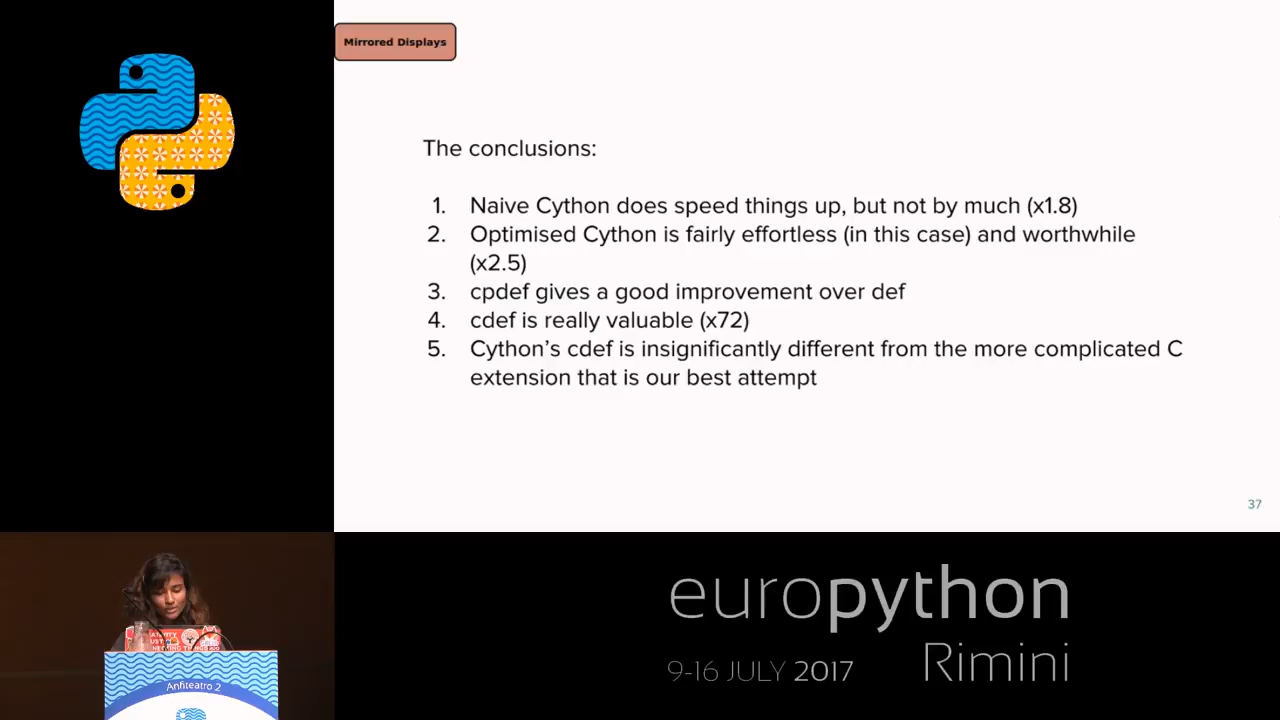 Mirrored Displays
The conclusions:
1. Naive Cython does speed things up, but not by much (x1.8)
2. Optimised Cython is fairly effortless (in this case) and worthwhile
(x2.5)
3. cpdef gives a good improvement over def
4. cdef is really valuable (x72)
5. Cython’s cdef is insignificantly different from the more complicated C
extension that is our best attempt
37
europython
9-16 JULY 2017
Rimini
Anfiteatro 2